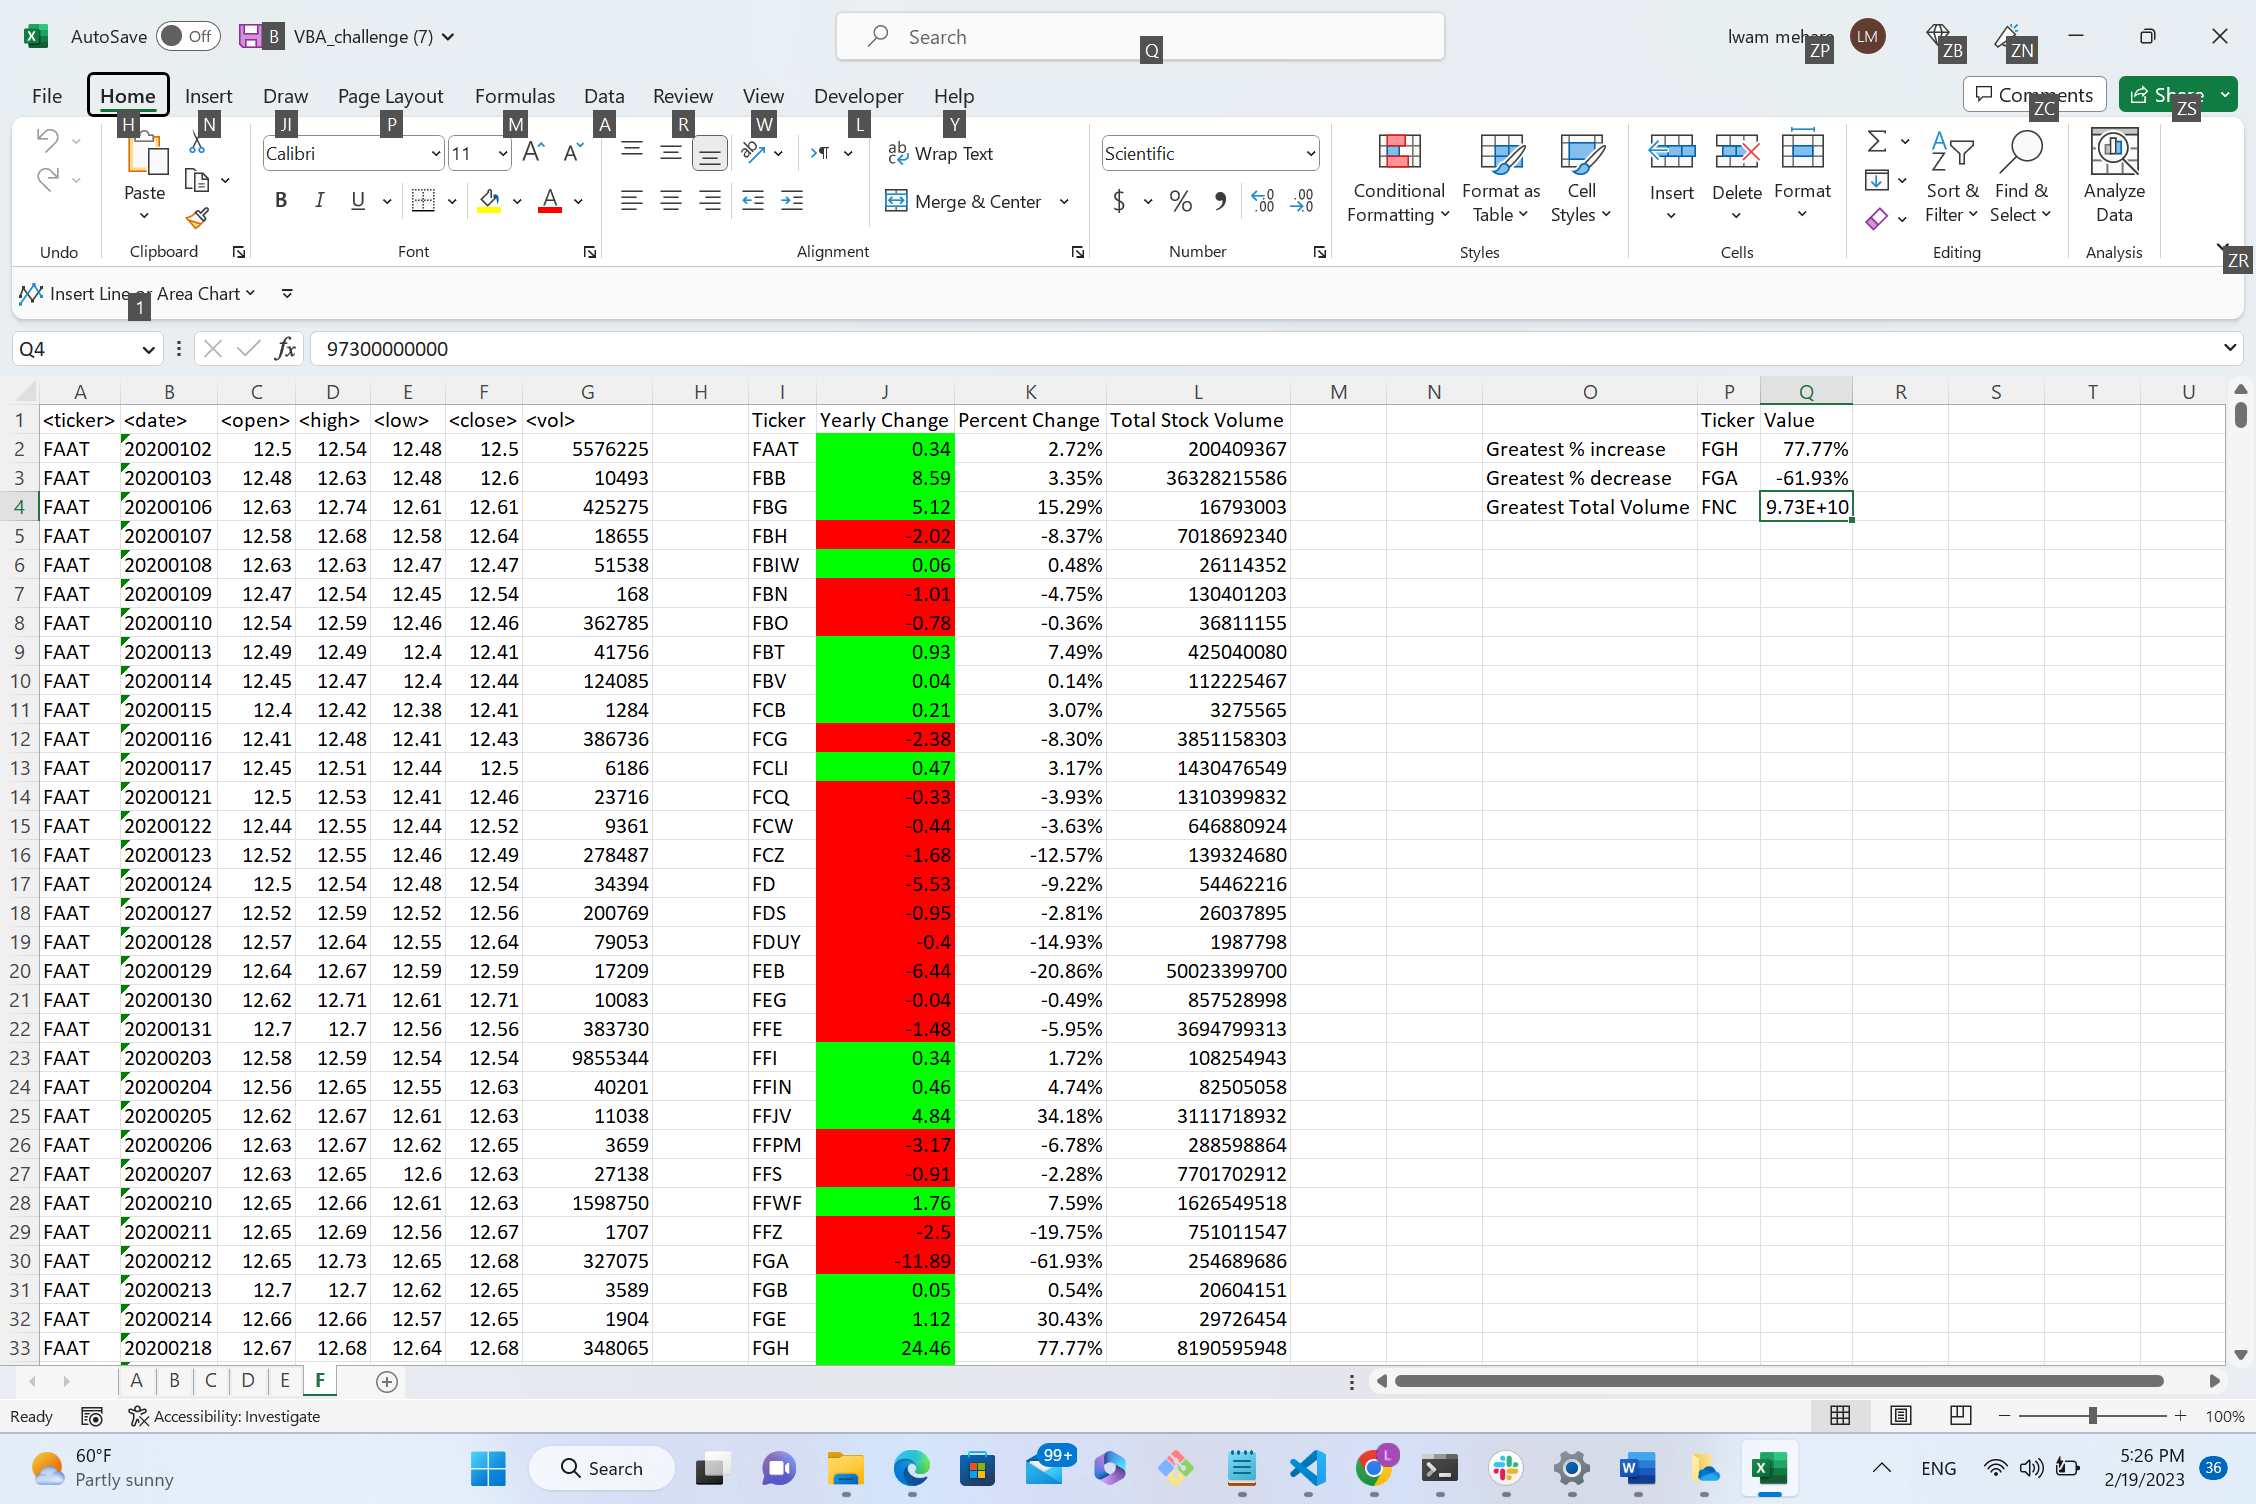 AutoSave Off B VBA_challenge (7) Search Q lwam ZP LM ZB ZN
File Home Insert Draw Page Layout Formulas Data Review View Developer Help Comments Share
H N JI P M A R W L Y ZC ZS
Calibri 11 Wrap Text Scientific
Paste B I U Merge & Center $ % Conditional Formatting Format as Table Cell Styles Insert Delete Format Sort & Filter Find & Select Analyze Data
Undo Clipboard Font Alignment Number Styles Cells Editing Analysis ZR
Insert Line or Area Chart 1
Q4 fx 97300000000
A B C D E F G H I J K L M N O P Q R S T U
1 <ticker> <date> <open> <high> <low> <close> <vol> Ticker Yearly Change Percent Change Total Stock Volume Ticker Value
2 FAAT 20200102 12.5 12.54 12.48 12.5 5576225 FAAT 0.34 2.72% 200409367 Greatest % increase FGH 77.77%
3 FAAT 20200103 12.48 12.63 12.48 12.6 10493 FBB 8.59 3.35% 36328215586 Greatest % decrease FGA -61.93%
4 FAAT 20200106 12.63 12.74 12.61 12.61 425275 FBG 5.12 15.29% 16793003 Greatest Total Volume FNC 9.73E+10
5 FAAT 20200107 12.58 12.68 12.58 12.64 18655 FBH -2.02 -8.37% 7018692340
6 FAAT 20200108 12.63 12.63 12.47 12.47 51538 FBIW 0.06 0.48% 26114352
7 FAAT 20200109 12.47 12.54 12.45 12.54 168 FBN -1.01 -4.75% 130401203
8 FAAT 20200110 12.54 12.59 12.46 12.46 362785 FBO -0.78 -0.36% 36811155
9 FAAT 20200113 12.49 12.49 12.4 12.41 41756 FBT 0.93 7.49% 425040080
10 FAAT 20200114 12.45 12.47 12.4 12.44 124085 FBV 0.04 0.14% 112225467
11 FAAT 20200115 12.4 12.42 12.38 12.41 1284 FCB 0.21 3.07% 3275565
12 FAAT 20200116 12.41 12.48 12.41 12.43 386736 FCG -2.38 -8.30% 3851158303
13 FAAT 20200117 12.45 12.51 12.44 12.5 6186 FCLI 0.47 3.17% 1430476549
14 FAAT 20200121 12.5 12.53 12.41 12.46 23716 FCQ -0.33 -3.93% 1310399832
15 FAAT 20200122 12.44 12.55 12.44 12.52 9361 FCW -0.44 -3.63% 646880924
16 FAAT 20200123 12.52 12.55 12.46 12.49 278487 FCZ -1.68 -12.57% 139324680
17 FAAT 20200124 12.5 12.54 12.48 12.54 34394 FD -5.53 -9.22% 54462216
18 FAAT 20200127 12.52 12.59 12.52 12.56 200769 FDS -0.95 -2.81% 26037895
19 FAAT 20200128 12.57 12.64 12.55 12.64 79053 FDUY -0.4 -14.93% 1987798
20 FAAT 20200129 12.64 12.67 12.59 12.59 17209 FEB -6.44 -20.86% 50023399700
21 FAAT 20200130 12.62 12.71 12.61 12.71 10083 FEG -0.04 -0.49% 857528998
22 FAAT 20200131 12.7 12.7 12.56 12.56 383730 FFE -1.48 -5.95% 3694799313
23 FAAT 20200203 12.58 12.59 12.54 12.54 9855344 FFI 0.34 1.72% 108254943
24 FAAT 20200204 12.56 12.65 12.55 12.63 40201 FFIN 0.46 4.74% 82505058
25 FAAT 20200205 12.62 12.67 12.61 12.63 11038 FFJV 4.84 34.18% 3111718932
26 FAAT 20200206 12.63 12.67 12.62 12.65 3659 FFPM -3.17 -6.78% 288598864
27 FAAT 20200207 12.63 12.65 12.6 12.63 27138 FFS -0.91 -2.28% 7701702912
28 FAAT 20200210 12.65 12.66 12.61 12.63 1598750 FFWF 1.76 7.59% 1626549518
29 FAAT 20200211 12.65 12.69 12.56 12.67 1707 FFZ -2.5 -19.75% 751011547
30 FAAT 20200212 12.65 12.73 12.65 12.68 327075 FGA -11.89 -61.93% 254689686
31 FAAT 20200213 12.7 12.7 12.62 12.65 3589 FGB 0.05 0.54% 20604151
32 FAAT 20200214 12.66 12.66 12.57 12.65 1904 FGE 1.12 30.43% 29726454
33 FAAT 20200218 12.67 12.68 12.64 12.68 348065 FGH 24.46 77.77% 8190595948
A B C D E F
Ready Accessibility: Investigate 100%
60°F
Partly sunny
Search 99+ L ENG 5:26 PM
2/19/2023 36